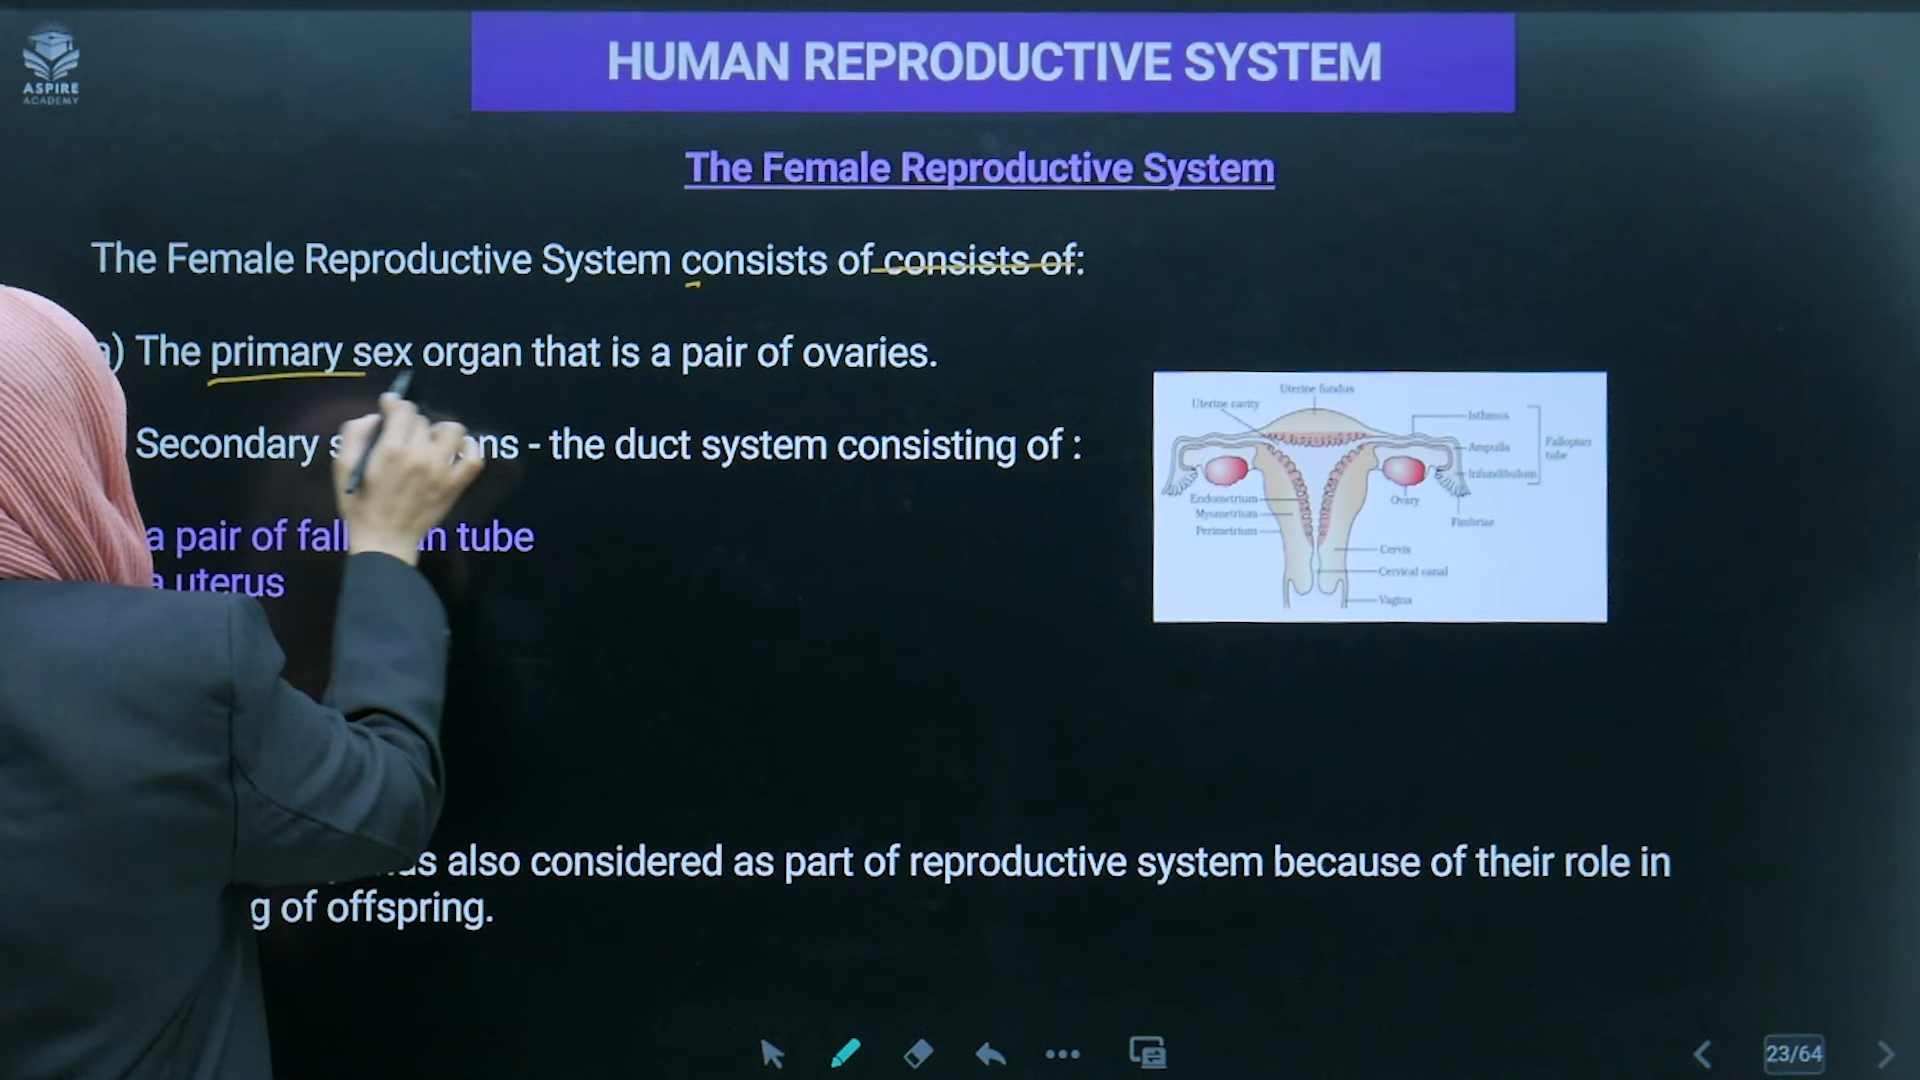 ASPIRE
ACADEMY
HUMAN REPRODUCTIVE SYSTEM
The Female Reproductive System
The Female Reproductive System consists of consists of:
a) The primary sex organ that is a pair of ovaries.
Secondary - the duct system consisting of :
a pair of tube
a uterus
also considered as part of reproductive system because of their role in
of offspring.
Uterine fundus
Uterine cavity
Isthmus
Ampulla
Infundibulum
Fallopian
tube
Endometrium
Myometrium
Perimetrium
Ovary
Fimbriae
Cervix
Cervical canal
Vagina
23/64